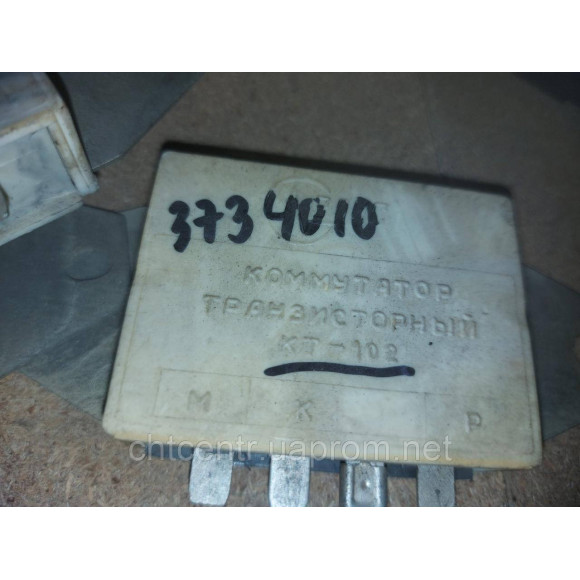 3734010
КОММУТАТОР
ТРАНЗИСТОРНЫЙ
КТ-102
М К Р
chtcentr.uaprom.net